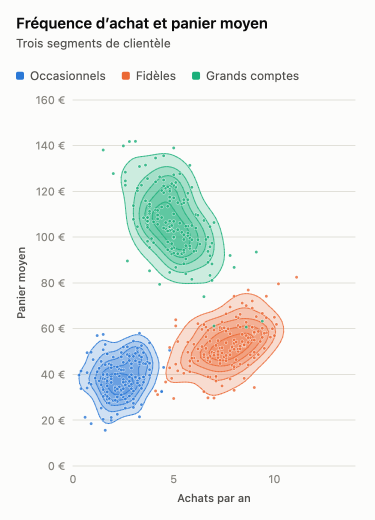 Fréquence d’achat et panier moyen
Trois segments de clientèle
Occasionnels Fidèles Grands comptes
160 €
140 €
120 €
100 €
80 €
60 €
40 €
20 €
0 €
Panier moyen
0 5 10
Achats par an